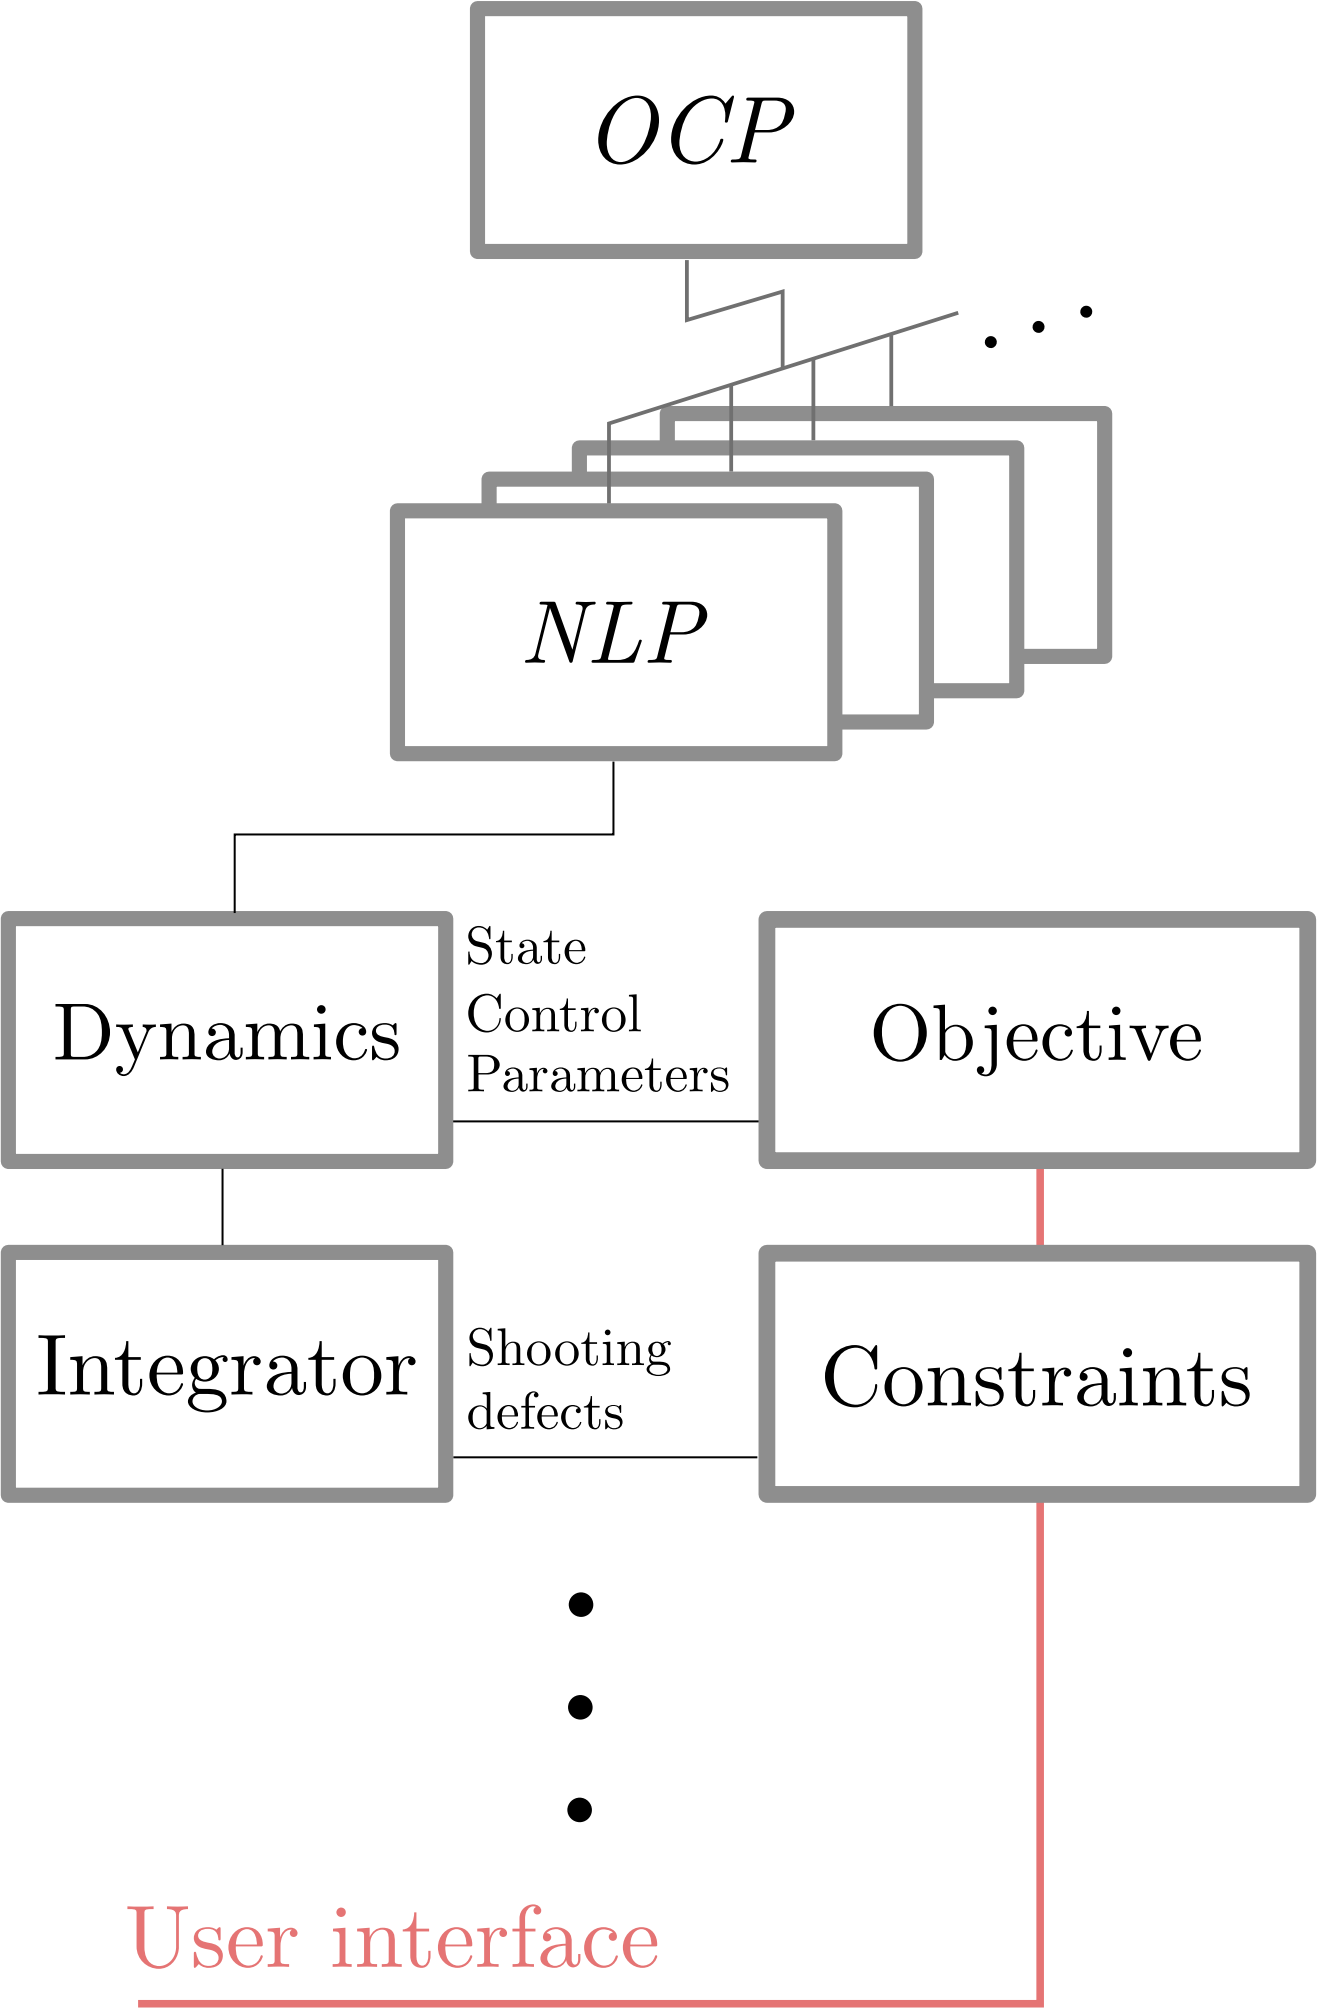 OCP
NLP
Dynamics
State
Control
Parameters
Objective
Integrator
Shooting
defects
Constraints
User interface